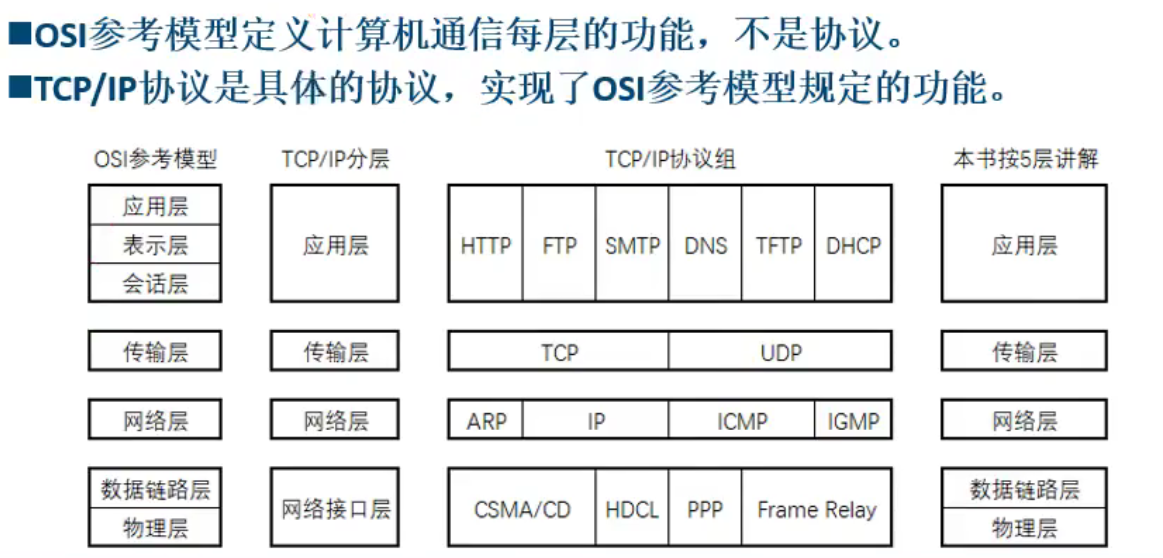 ■OSI参考模型定义计算机通信每层的功能，不是协议。
■TCP/IP协议是具体的协议，实现了OSI参考模型规定的功能。
OSI参考模型 TCP/IP分层 TCP/IP协议组 本书按5层讲解
应用层
表示层
会话层
应用层
HTTP FTP SMTP DNS TFTP DHCP
应用层
传输层 传输层 TCP UDP 传输层
网络层 网络层 ARP IP ICMP IGMP 网络层
数据链路层
物理层
网络接口层
CSMA/CD HDCL PPP Frame Relay
数据链路层
物理层